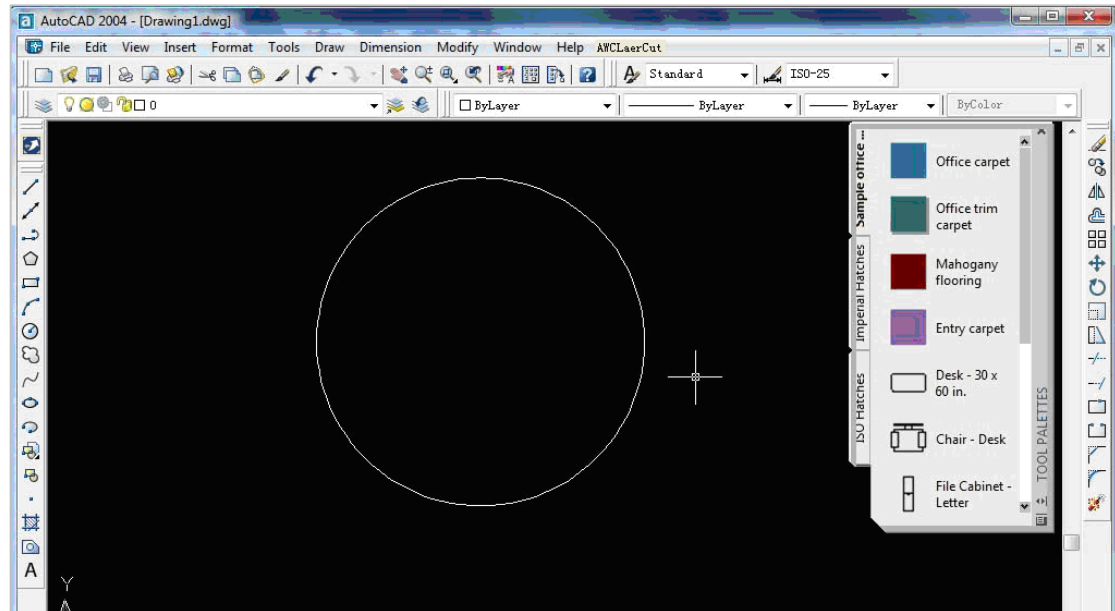 AutoCAD 2004 - [Drawing1.dwg]
File Edit View Insert Format Tools Draw Dimension Modify Window Help AWCLaerCut
Standard ISO-25
0 ByLayer ByLayer ByLayer ByColor
Sample office ...
Imperial Hatches
ISO Hatches
Office carpet
Office trim
carpet
Mahogany
flooring
Entry carpet
Desk - 30 x
60 in.
Chair - Desk
File Cabinet -
Letter
TOOL PALETTES
A
Y